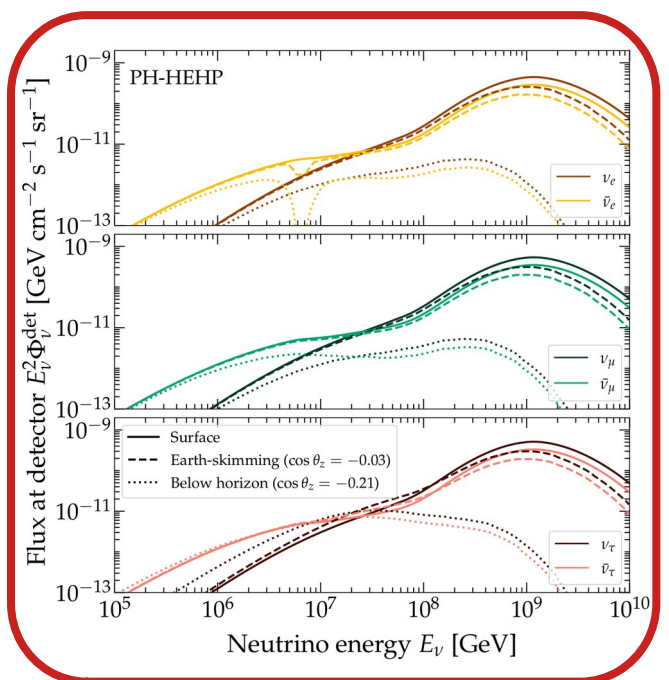 Flux at detector E_ν^2Φ_ν^det [GeV cm^−2 s^−1 sr^−1]
PH-HEHP
10^−9
10^−11
10^−13
ν_e
ν̄_e
10^−9
10^−11
10^−13
ν_μ
ν̄_μ
10^−9
10^−11
10^−13
Surface
Earth-skimming (cos θ_z = −0.03)
Below horizon (cos θ_z = −0.21)
ν_τ
ν̄_τ
10^5 10^6 10^7 10^8 10^9 10^10
Neutrino energy E_ν [GeV]